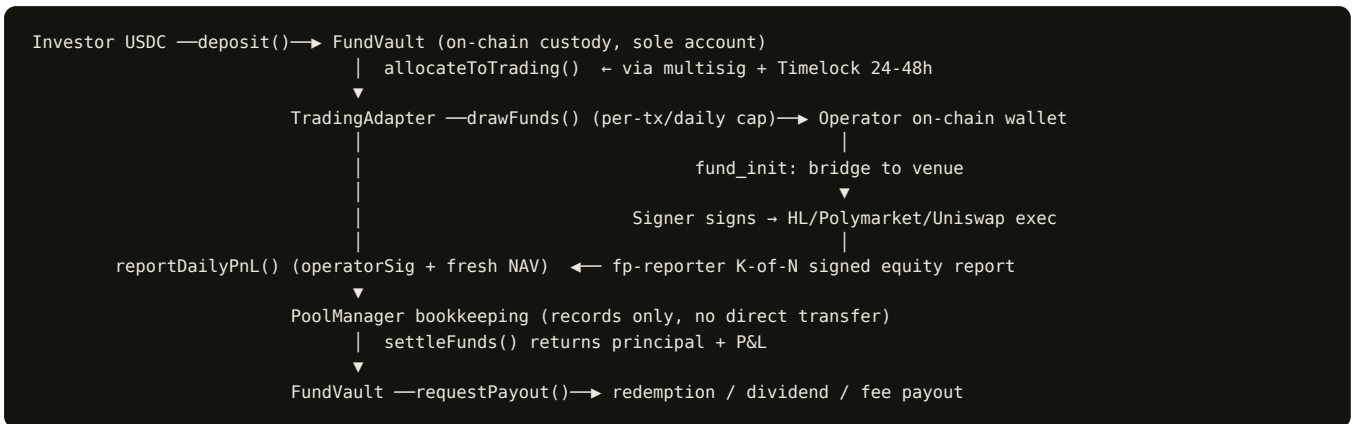 Investor USDC ──deposit()─▶ FundVault (on-chain custody, sole account)
│ allocateToTrading() ← via multisig + Timelock 24-48h
▼
TradingAdapter ──drawFunds() (per-tx/daily cap)─▶ Operator on-chain wallet
│ │
│ fund_init: bridge to venue
│ ▼
│ Signer signs → HL/Polymarket/Uniswap exec
│ │
reportDailyPnL() (operatorSig + fresh NAV) ◀── fp-reporter K-of-N signed equity report
▼
PoolManager bookkeeping (records only, no direct transfer)
│ settleFunds() returns principal + P&L
▼
FundVault ──requestPayout()─▶ redemption / dividend / fee payout